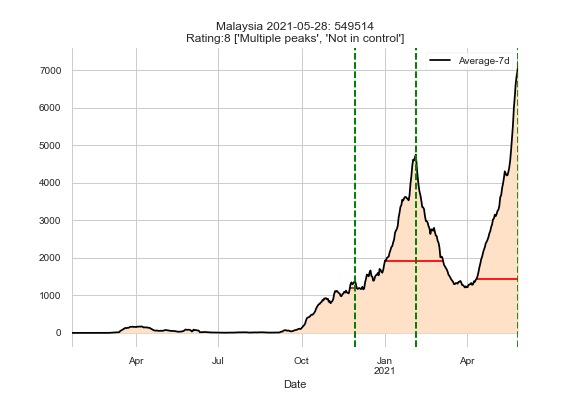 Malaysia 2021-05-28: 549514
Rating:8 ['Multiple peaks', 'Not in control']
Average-7d
7000
6000
5000
4000
3000
2000
1000
0
Apr Jul Oct Jan Apr
2021
Date